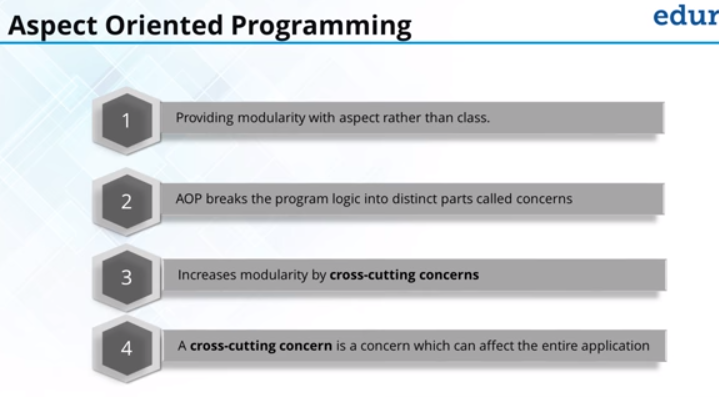 Aspect Oriented Programming
edur
1 Providing modularity with aspect rather than class.
2 AOP breaks the program logic into distinct parts called concerns
3 Increases modularity by cross-cutting concerns
4 A cross-cutting concern is a concern which can affect the entire application